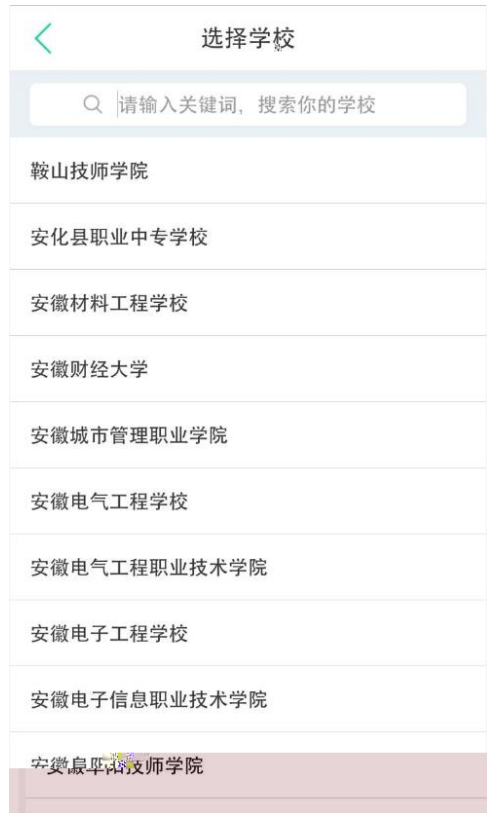 选择学校
请输入关键词，搜索你的学校
鞍山技师学院
安化县职业中专学校
安徽材料工程学校
安徽财经大学
安徽城市管理职业学院
安徽电气工程学校
安徽电气工程职业技术学院
安徽电子工程学校
安徽电子信息职业技术学院
安徽阜阳技师学院